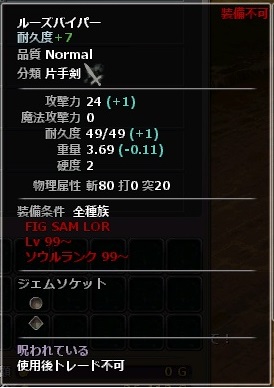 装備不可
ルーズバイパー
耐久度+7
品質 Normal
分類 片手剣
攻撃力 24 (+1)
魔法攻撃力 0
耐久度 49/49 (+1)
重量 3.69 (-0.11)
硬度 2
物理属性 斬80 打0 突20
装備条件 全種族
FIG SAM LOR
Lv 99~
ソウルランク 99~
ジェムソケット
呪われている
使用後トレード不可
0 G